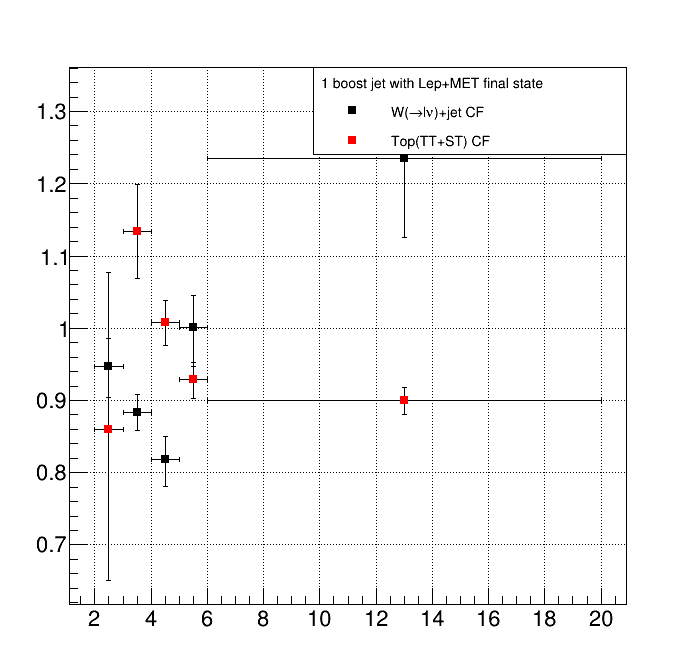 1 boost jet with Lep+MET final state
W(→lν)+jet CF
Top(TT+ST) CF
1.3
1.2
1.1
1
0.9
0.8
0.7
2 4 6 8 10 12 14 16 18 20